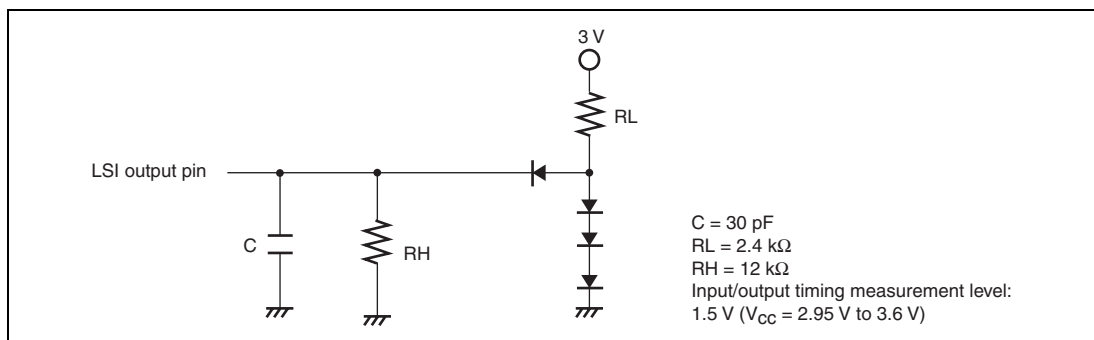 3 V
RL
LSI output pin
C
RH
C = 30 pF
RL = 2.4 kΩ
RH = 12 kΩ
Input/output timing measurement level:
1.5 V (VCC = 2.95 V to 3.6 V)